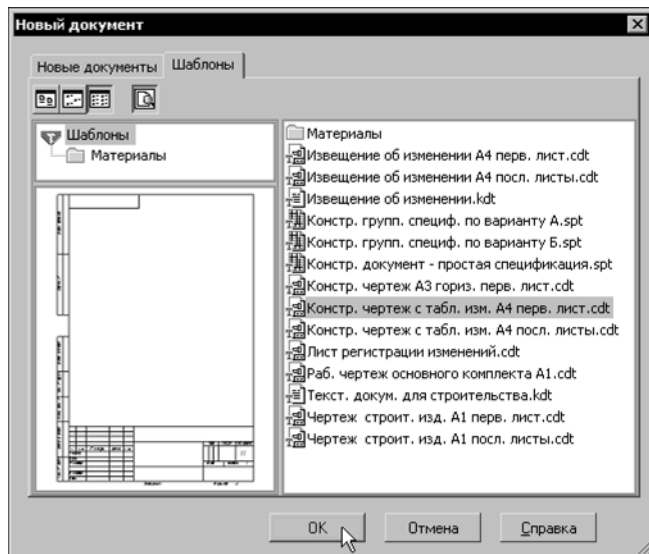 Новый документ
Новые документы
Шаблоны
Шаблоны
Материалы
Материалы
Извещение об изменении А4 перв. лист.cdt
Извещение об изменении А4 посл. листы.cdt
Извещение об изменении.kdt
Констр. групп. специф. по варианту А.spt
Констр. групп. специф. по варианту Б.spt
Констр. документ - простая спецификация.spt
Констр. чертеж А3 гориз. перв. лист.cdt
Констр. чертеж с табл. изм. А4 перв. лист.cdt
Констр. чертеж с табл. изм. А4 посл. листы.cdt
Лист регистрации изменений.cdt
Раб. чертеж основного комплекта А1.cdt
Текст. докум. для строительства.kdt
Чертеж строит. изд. А1 перв. лист.cdt
Чертеж строит. изд. А1 посл. листы.cdt
OK
Отмена
Справка